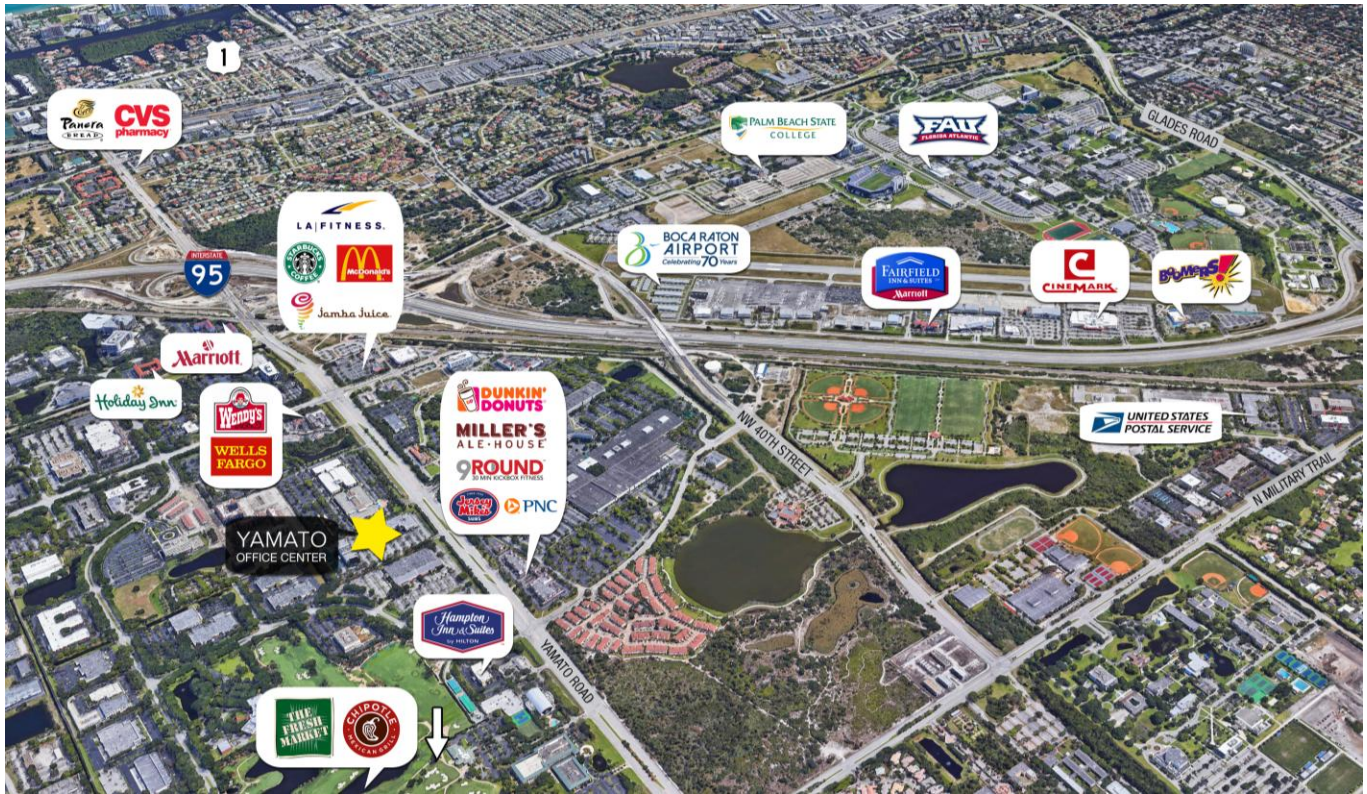 1
Panera
BREAD
CVS
pharmacy
PALM BEACH STATE
COLLEGE
FAU
FLORIDA ATLANTIC
GLADES ROAD
LA|FITNESS.
STARBUCKS
COFFEE
McDonald's
Jamba Juice
INTERSTATE
95
BOCA RATON
AIRPORT
Celebrating 70 Years
FAIRFIELD
INN & SUITES
Marriott
CINEMARK
BOOMERS!
Marriott
Holiday Inn
WENDY'S
WELLS
FARGO
DUNKIN'
DONUTS
MILLER'S
ALE·HOUSE
9ROUND
30 MIN KICKBOX FITNESS
Jersey
Mike's
SUBS
PNC
NW 40TH STREET
UNITED STATES
POSTAL SERVICE
N MILITARY TRAIL
YAMATO
OFFICE CENTER
Hampton
Inn & Suites
by HILTON
YAMATO ROAD
THE
FRESH
MARKET
CHIPOTLE
MEXICAN GRILL